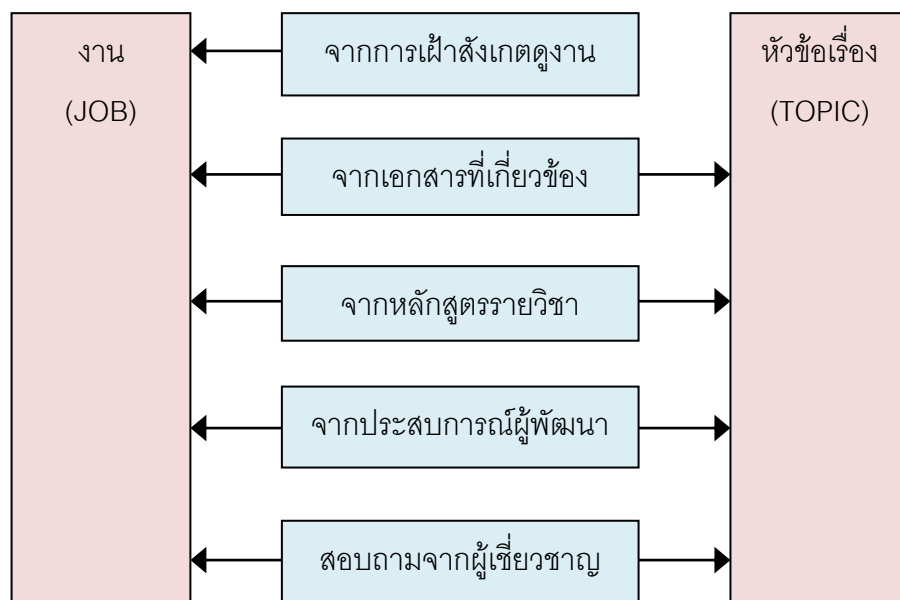 งาน
(JOB)
จากการเฝ้าสังเกตดูงาน
จากเอกสารที่เกี่ยวข้อง
จากหลักสูตรรายวิชา
จากประสบการณ์ผู้พัฒนา
สอบถามจากผู้เชี่ยวชาญ
หัวข้อเรื่อง
(TOPIC)